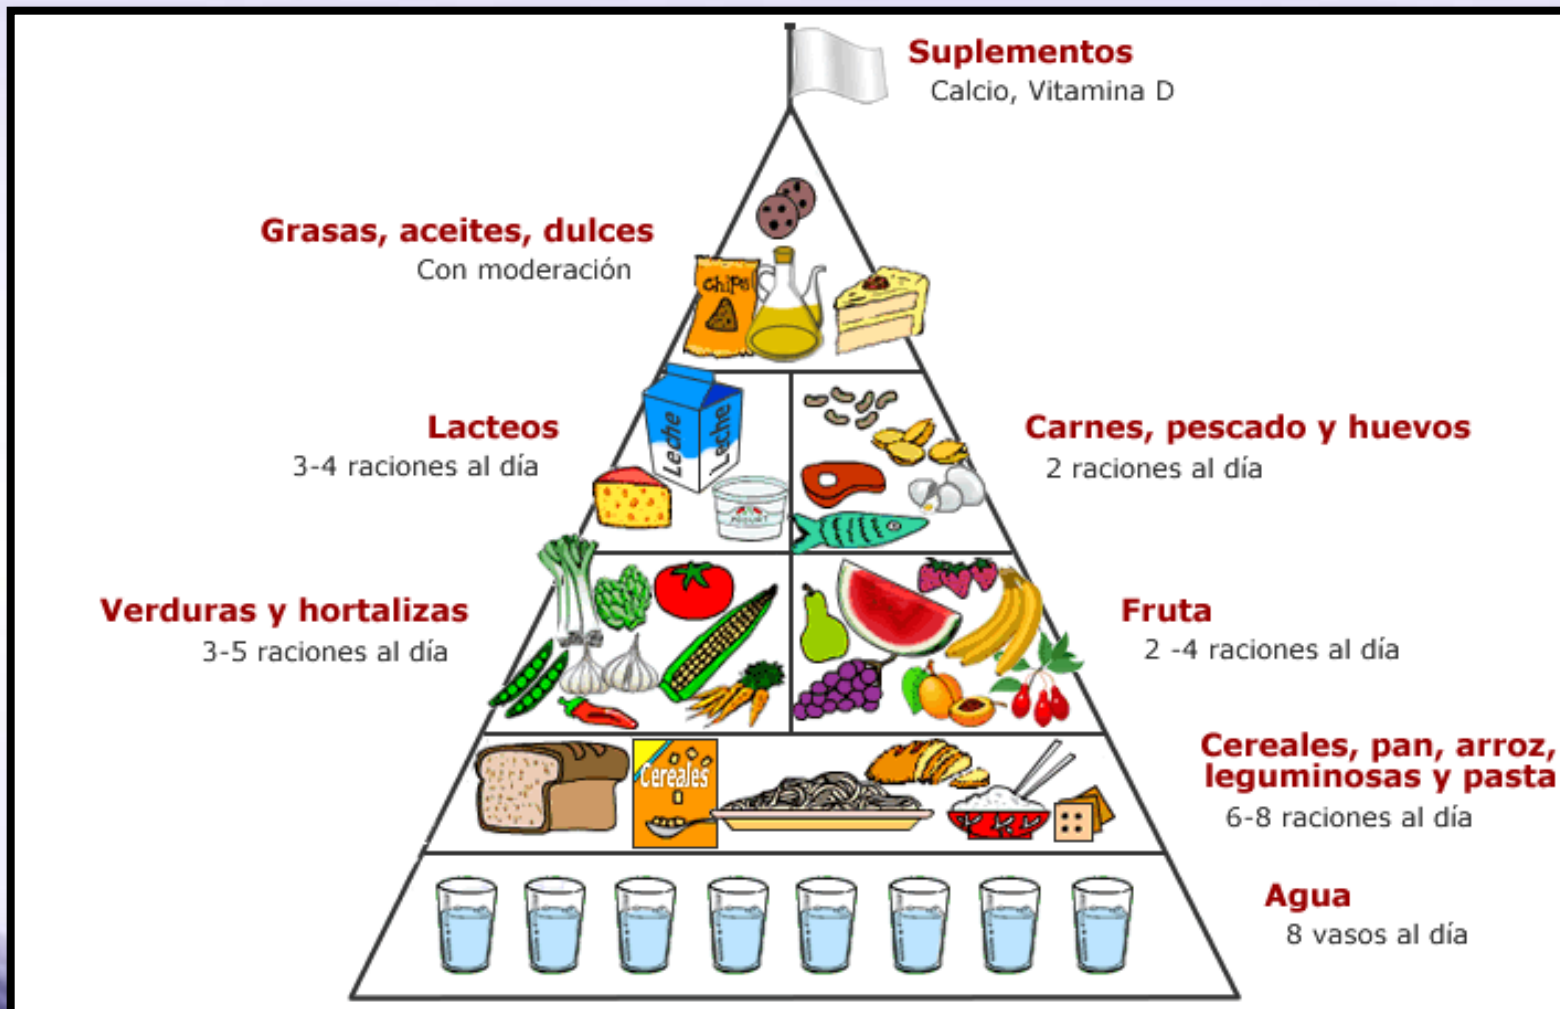 Suplementos
Calcio, Vitamina D
Grasas, aceites, dulces
Con moderación
Chips
Leche
Leche
Lacteos
3-4 raciones al día
Carnes, pescado y huevos
2 raciones al día
YOGURT
Verduras y hortalizas
3-5 raciones al día
Fruta
2 -4 raciones al día
Cereales, pan, arroz,
leguminosas y pasta
6-8 raciones al día
Cereales
Agua
8 vasos al día